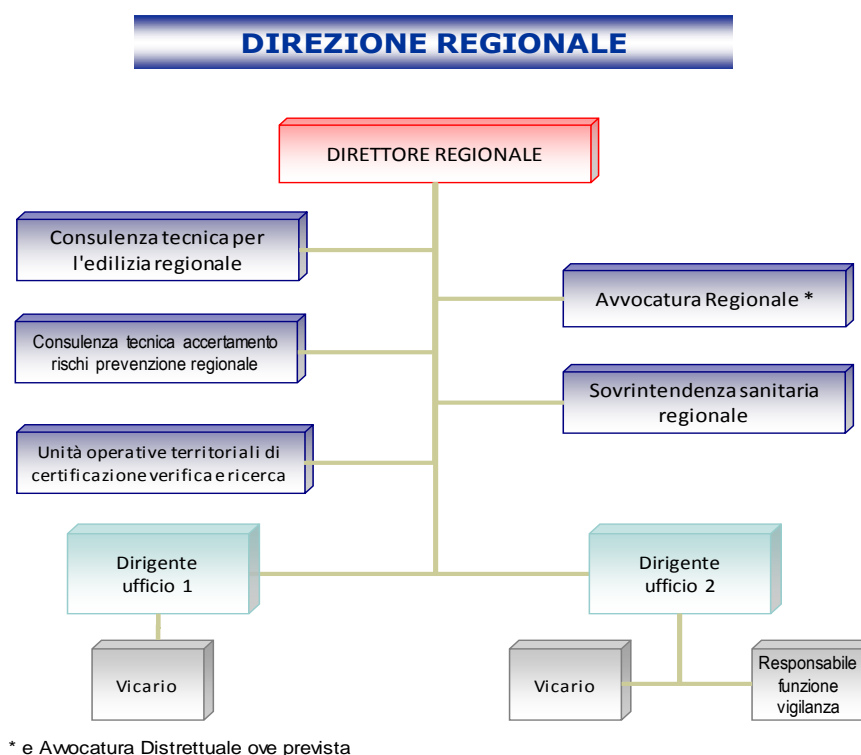 DIREZIONE REGIONALE
DIRETTORE REGIONALE
Consulenza tecnica per
l'edilizia regionale
Avvocatura Regionale *
Consulenza tecnica accertamento
rischi prevenzione regionale
Sovrintendenza sanitaria
regionale
Unità operative territoriali di
certificazione verifica e ricerca
Dirigente
ufficio 1
Dirigente
ufficio 2
Vicario
Vicario
Responsabile
funzione
vigilanza
* e Avvocatura Distrettuale ove prevista